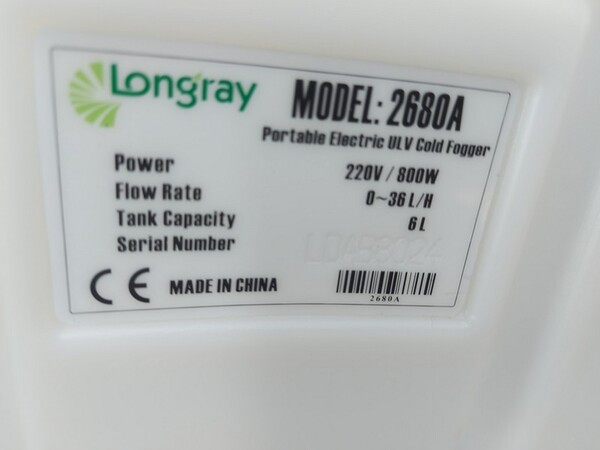 Longray
MODEL: 2680A
Portable Electric ULV Cold Fogger
Power 220V / 800W
Flow Rate 0~36 L/H
Tank Capacity 6 L
Serial Number
CE MADE IN CHINA
2680A